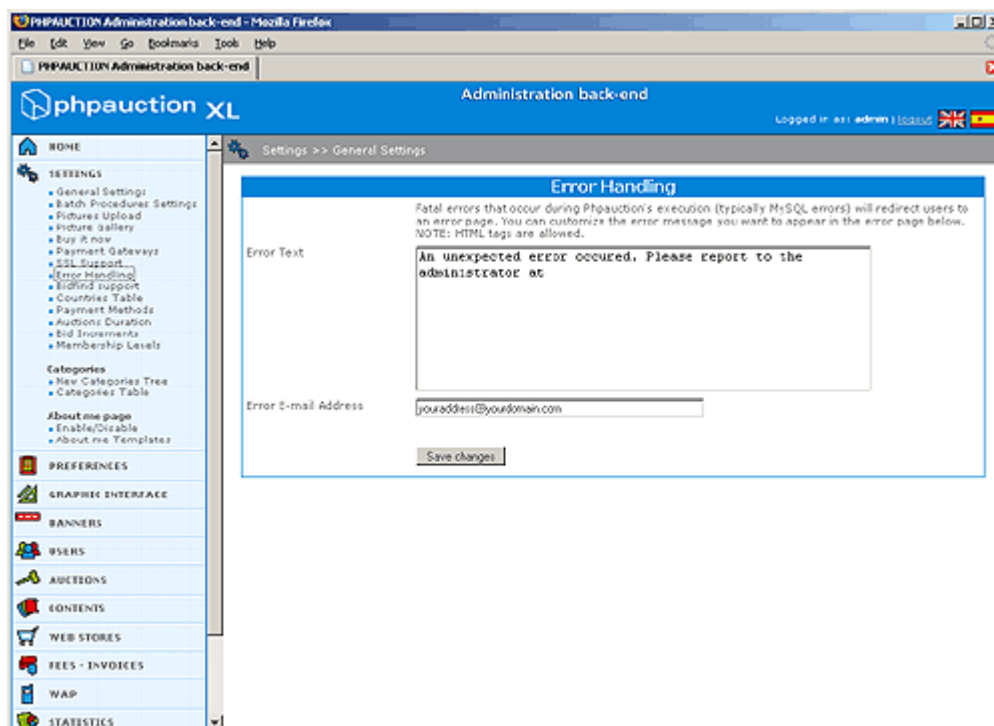 PHPAUCTION Administration back-end - Mozilla Firefox
File Edit View Go Bookmarks Tools Help
PHPAUCTION Administration back-end
phpauction XL
Administration back-end
Logged in as: admin | logout
HOME
SETTINGS
General Settings
Batch Procedures Settings
Pictures Upload
Picture Gallery
Buy it now
Payment Gateways
SSL Support
Error Handling
Bidfind support
Countries Table
Payment Methods
Auctions Duration
Bid Increments
Membership Levels
Categories
New Categories Tree
Categories Table
About me page
Enable/Disable
About me Templates
PREFERENCES
GRAPHIC INTERFACE
BANNERS
USERS
AUCTIONS
CONTENTS
WEB STORES
FEES - INVOICES
WAP
STATISTICS
Settings >> General Settings
Error Handling
Fatal errors that occur during Phpauction's execution (typically MySQL errors) will redirect users to
an error page. You can customize the error message you want to appear in the error page below.
NOTE: HTML tags are allowed.
Error Text
An unexpected error occured. Please report to the
administrator at
Error E-mail Address
youraddress@yourdomain.com
Save changes